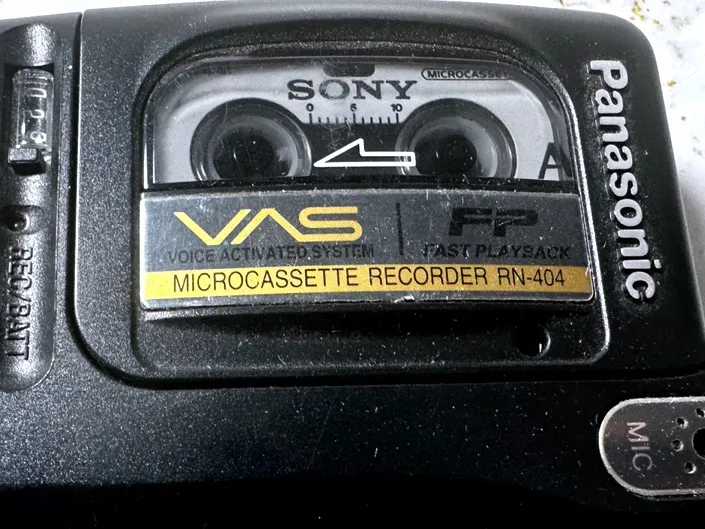 SONY
0 5 10
A
Panasonic
VAS
FP
VOICE ACTIVATED SYSTEM
FAST PLAYBACK
MICROCASSETTE RECORDER RN-404
REC/BATT
MIC